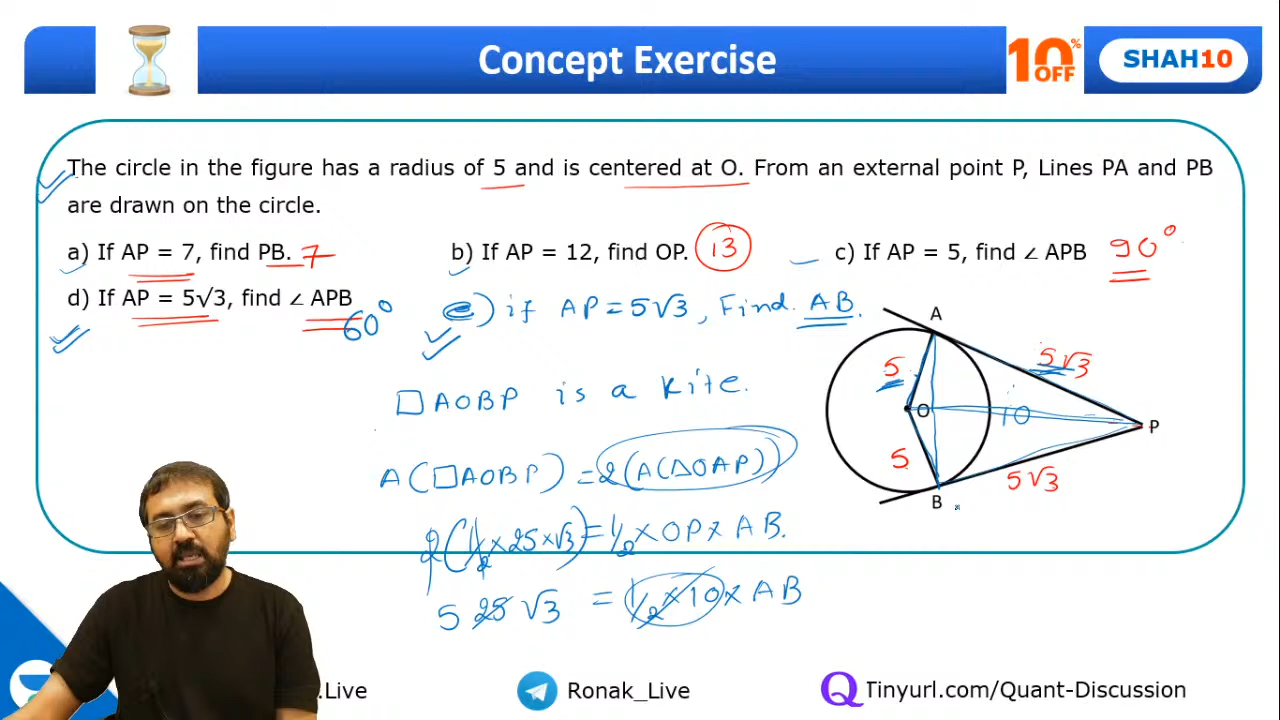 Concept Exercise
10% OFF
SHAH10
The circle in the figure has a radius of 5 and is centered at O. From an external point P, Lines PA and PB
are drawn on the circle.
a) If AP = 7, find PB. 7
b) If AP = 12, find OP. 13
c) If AP = 5, find ∠ APB 90°
d) If AP = 5√3, find ∠ APB 60°
e) if AP = 5√3, Find AB.
A
5
5√3
□AOBP is a kite.
O
10
P
5
5√3
A(□AOBP) = 2(A(△OAP))
B
2(1/2 × 25 × √3) = 1/2 × OP × AB.
5 25 √3 = 1/2 × 10 × AB
.Live
Ronak_Live
Tinyurl.com/Quant-Discussion